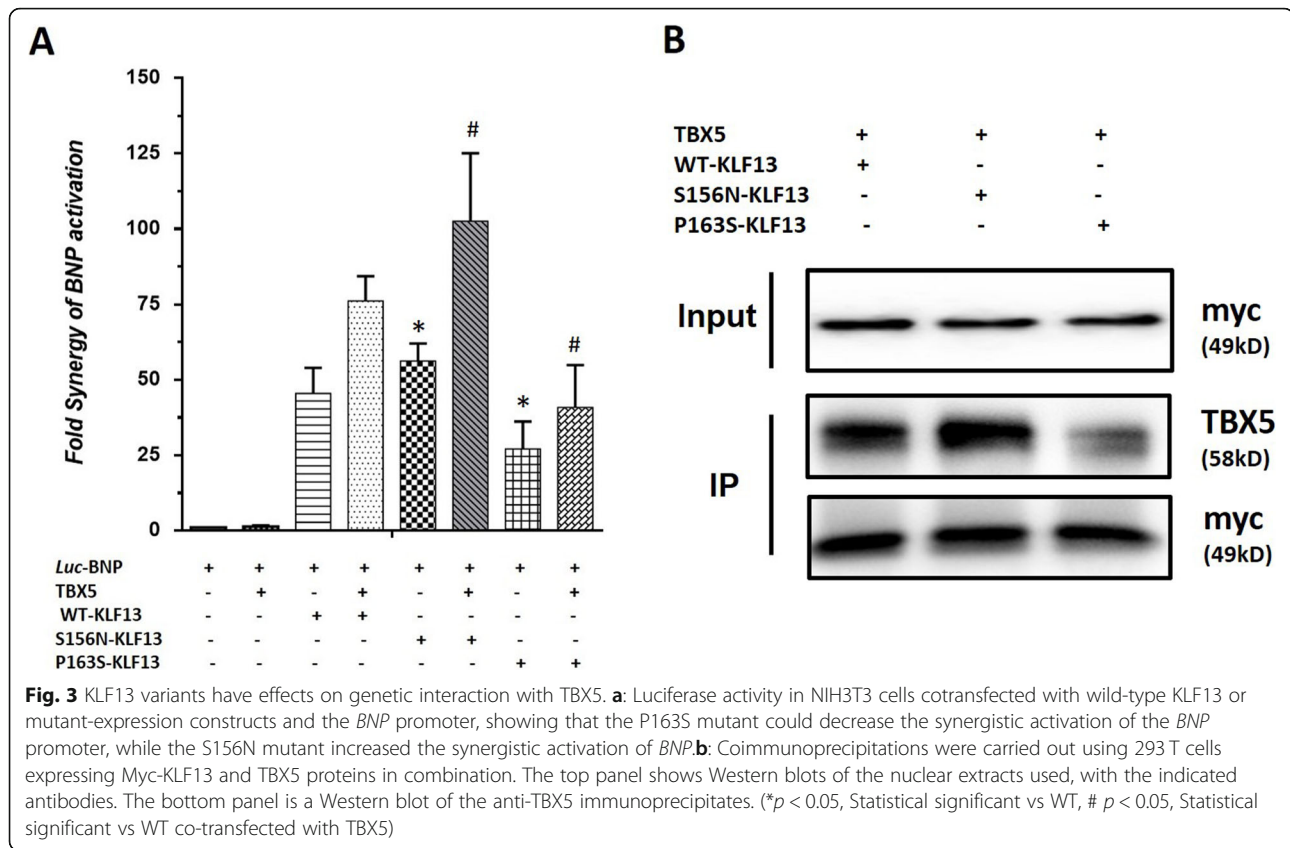 A
Fold Synergy of BNP activation
150
125
100
75
50
25
0
*
#
*
#
Luc-BNP + + + + + + + +
TBX5 - + - + - + - +
WT-KLF13 - - + + - - - -
S156N-KLF13 - - - - + + - -
P163S-KLF13 - - - - - - + +
B
TBX5 + + +
WT-KLF13 + - -
S156N-KLF13 - + -
P163S-KLF13 - - +
Input
myc
(49kD)
IP
TBX5
(58kD)
myc
(49kD)
Fig. 3 KLF13 variants have effects on genetic interaction with TBX5. a: Luciferase activity in NIH3T3 cells cotransfected with wild-type KLF13 or
mutant-expression constructs and the BNP promoter, showing that the P163S mutant could decrease the synergistic activation of the BNP
promoter, while the S156N mutant increased the synergistic activation of BNP.b: Coimmunoprecipitations were carried out using 293 T cells
expressing Myc-KLF13 and TBX5 proteins in combination. The top panel shows Western blots of the nuclear extracts used, with the indicated
antibodies. The bottom panel is a Western blot of the anti-TBX5 immunoprecipitates. (*p < 0.05, Statistical significant vs WT, # p < 0.05, Statistical
significant vs WT co-transfected with TBX5)